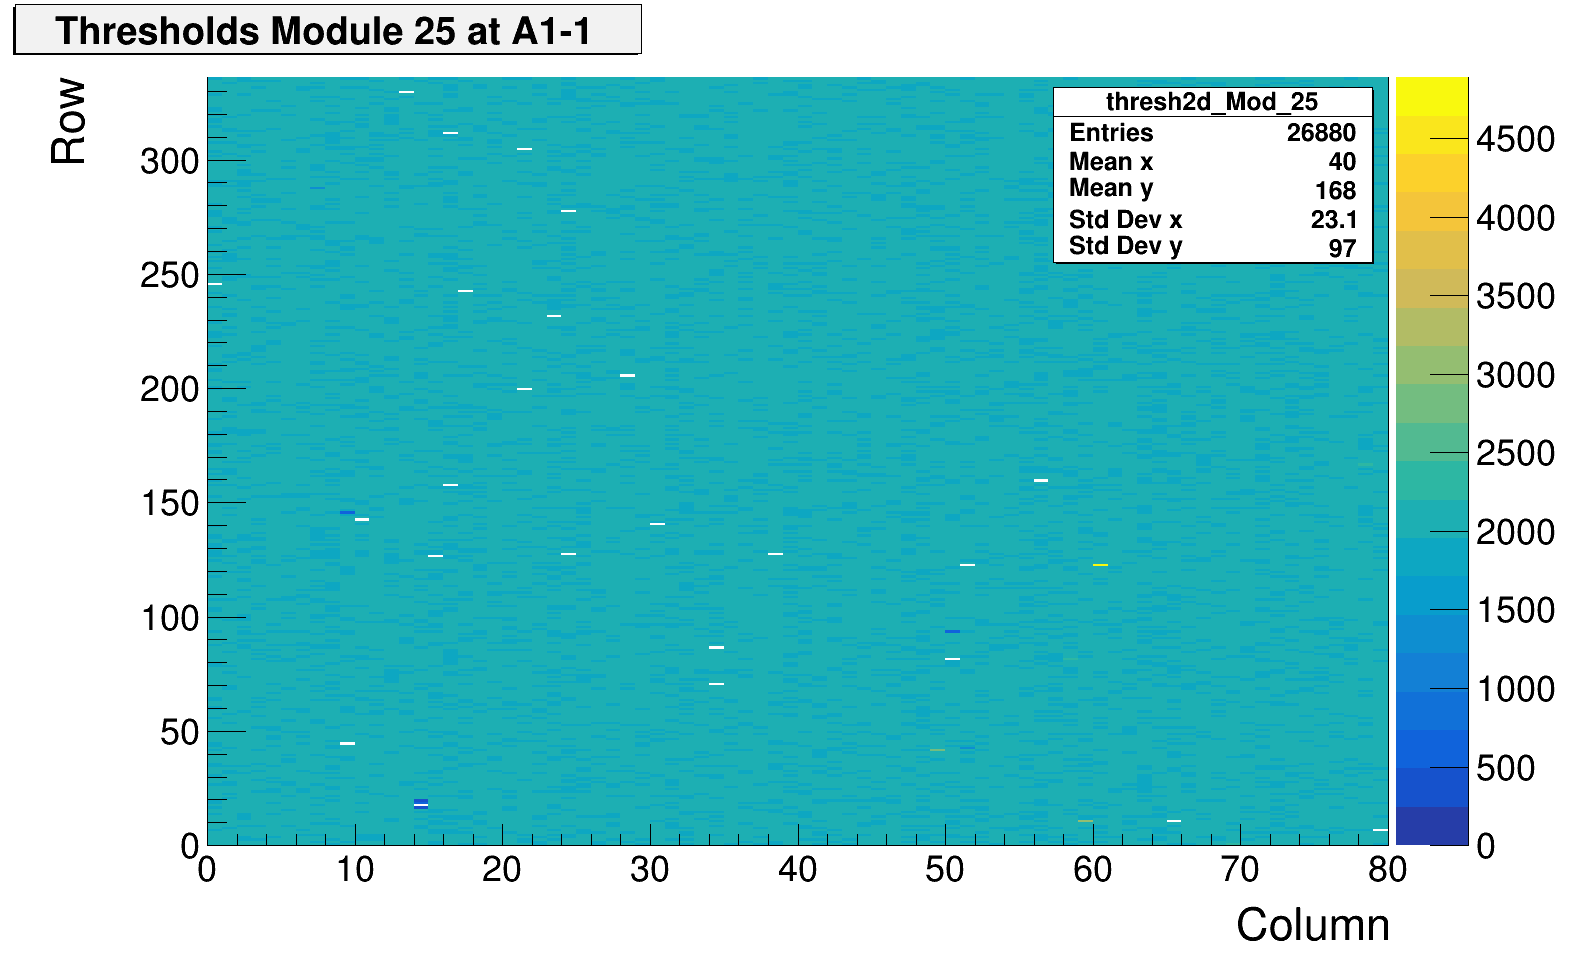 Thresholds Module 25 at A1-1
Row
thresh2d_Mod_25
Entries 26880
Mean x 40
Mean y 168
Std Dev x 23.1
Std Dev y 97
300
250
200
150
100
50
0
0 10 20 30 40 50 60 70 80
Column
4500
4000
3500
3000
2500
2000
1500
1000
500
0